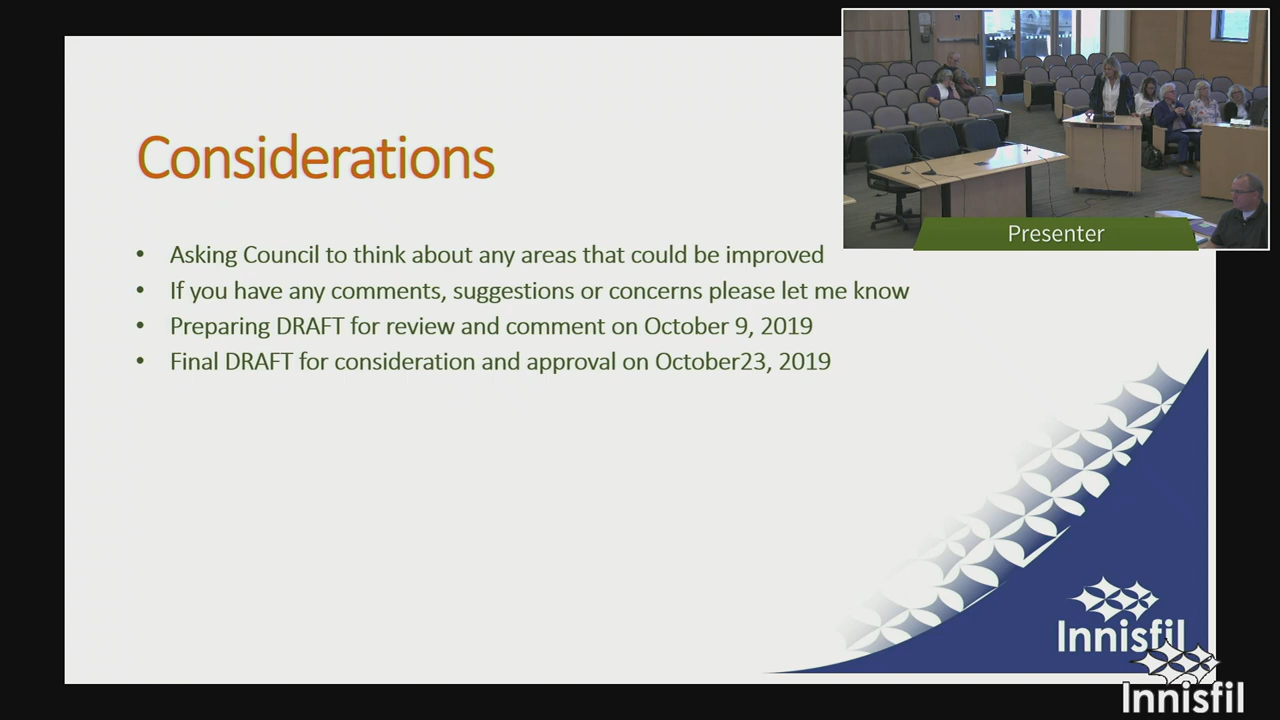 Considerations
• Asking Council to think about any areas that could be improved
• If you have any comments, suggestions or concerns please let me know
• Preparing DRAFT for review and comment on October 9, 2019
• Final DRAFT for consideration and approval on October23, 2019
Presenter
Innisfil
Innisfil